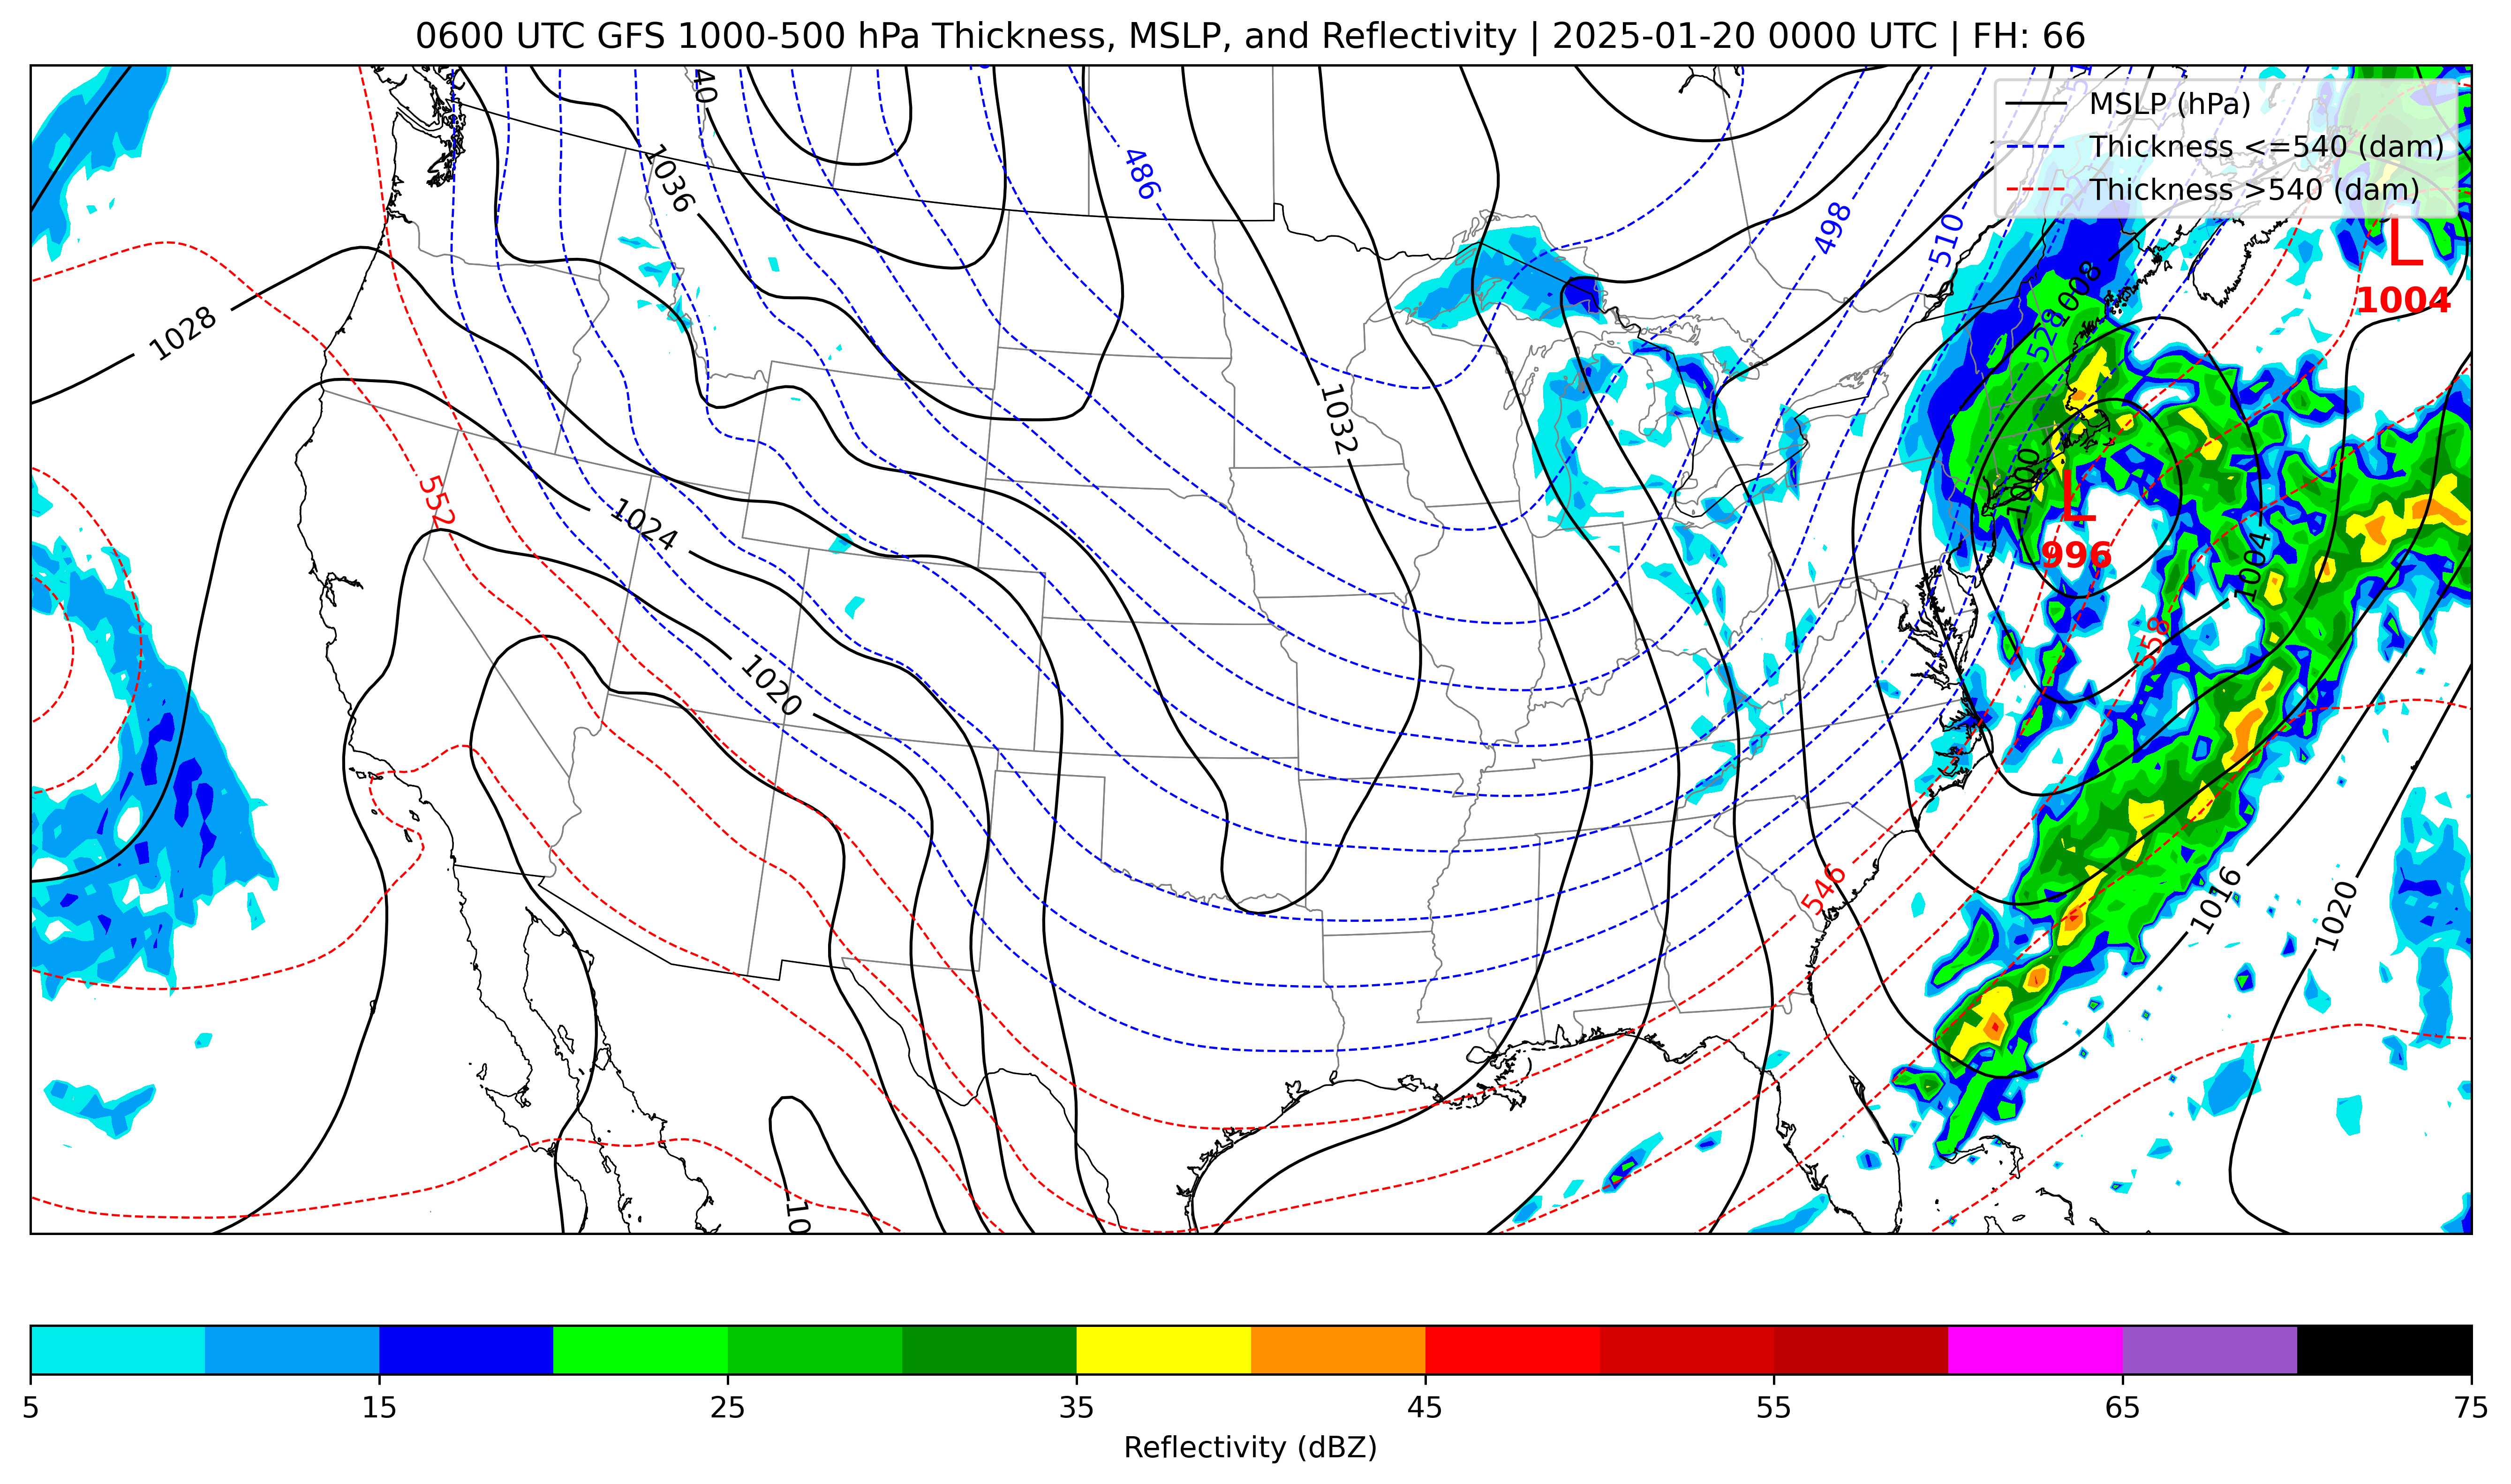 0600 UTC GFS 1000-500 hPa Thickness, MSLP, and Reflectivity | 2025-01-20 0000 UTC | FH: 66
MSLP (hPa)
Thickness <=540 (dam)
Thickness >540 (dam)
40
1036
486
498
510
1028
1008
528
L
1004
1032
552
1024
1000
L
996
1004
558
1020
546
1016
1020
10
5 15 25 35 45 55 65 75
Reflectivity (dBZ)